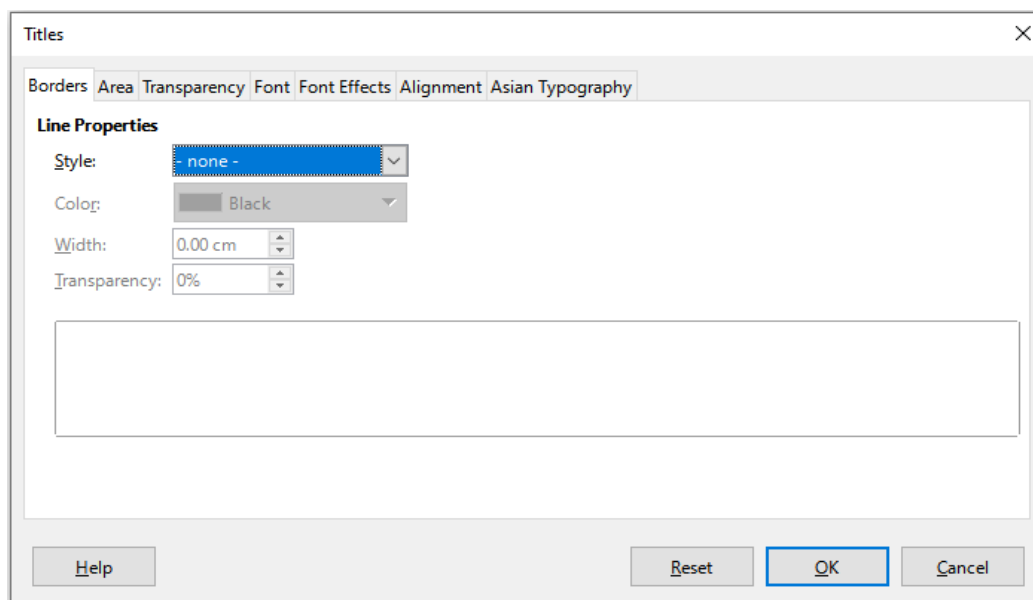 Titles
Borders Area Transparency Font Font Effects Alignment Asian Typography
Line Properties
Style: - none -
Color: Black
Width: 0.00 cm
Transparency: 0%
Help Reset OK Cancel